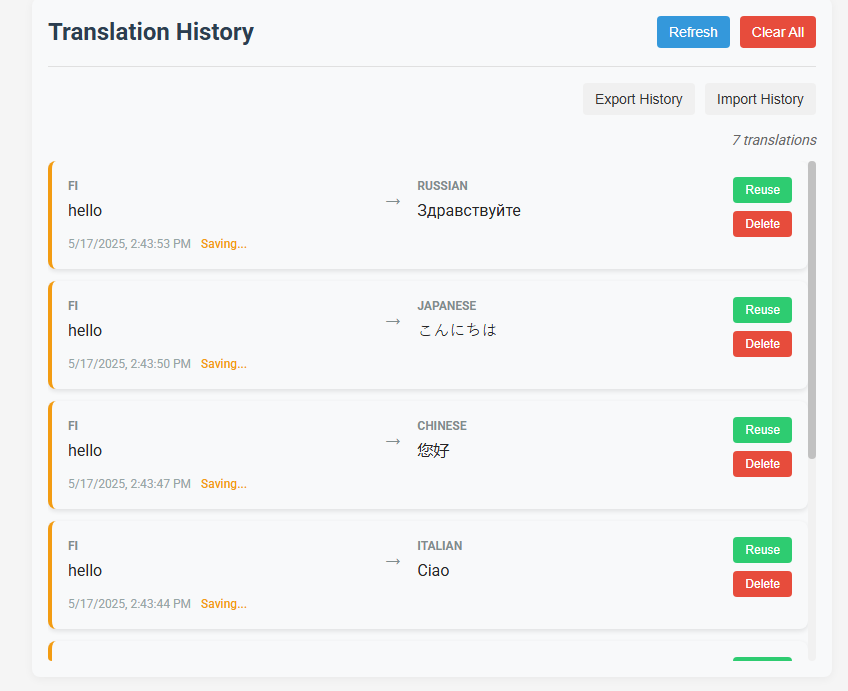 Translation History
Refresh
Clear All
Export History
Import History
7 translations
FI
hello
5/17/2025, 2:43:53 PM Saving...
→
RUSSIAN
Здравствуйте
Reuse
Delete
FI
hello
5/17/2025, 2:43:50 PM Saving...
→
JAPANESE
こんにちは
Reuse
Delete
FI
hello
5/17/2025, 2:43:47 PM Saving...
→
CHINESE
您好
Reuse
Delete
FI
hello
5/17/2025, 2:43:44 PM Saving...
→
ITALIAN
Ciao
Reuse
Delete